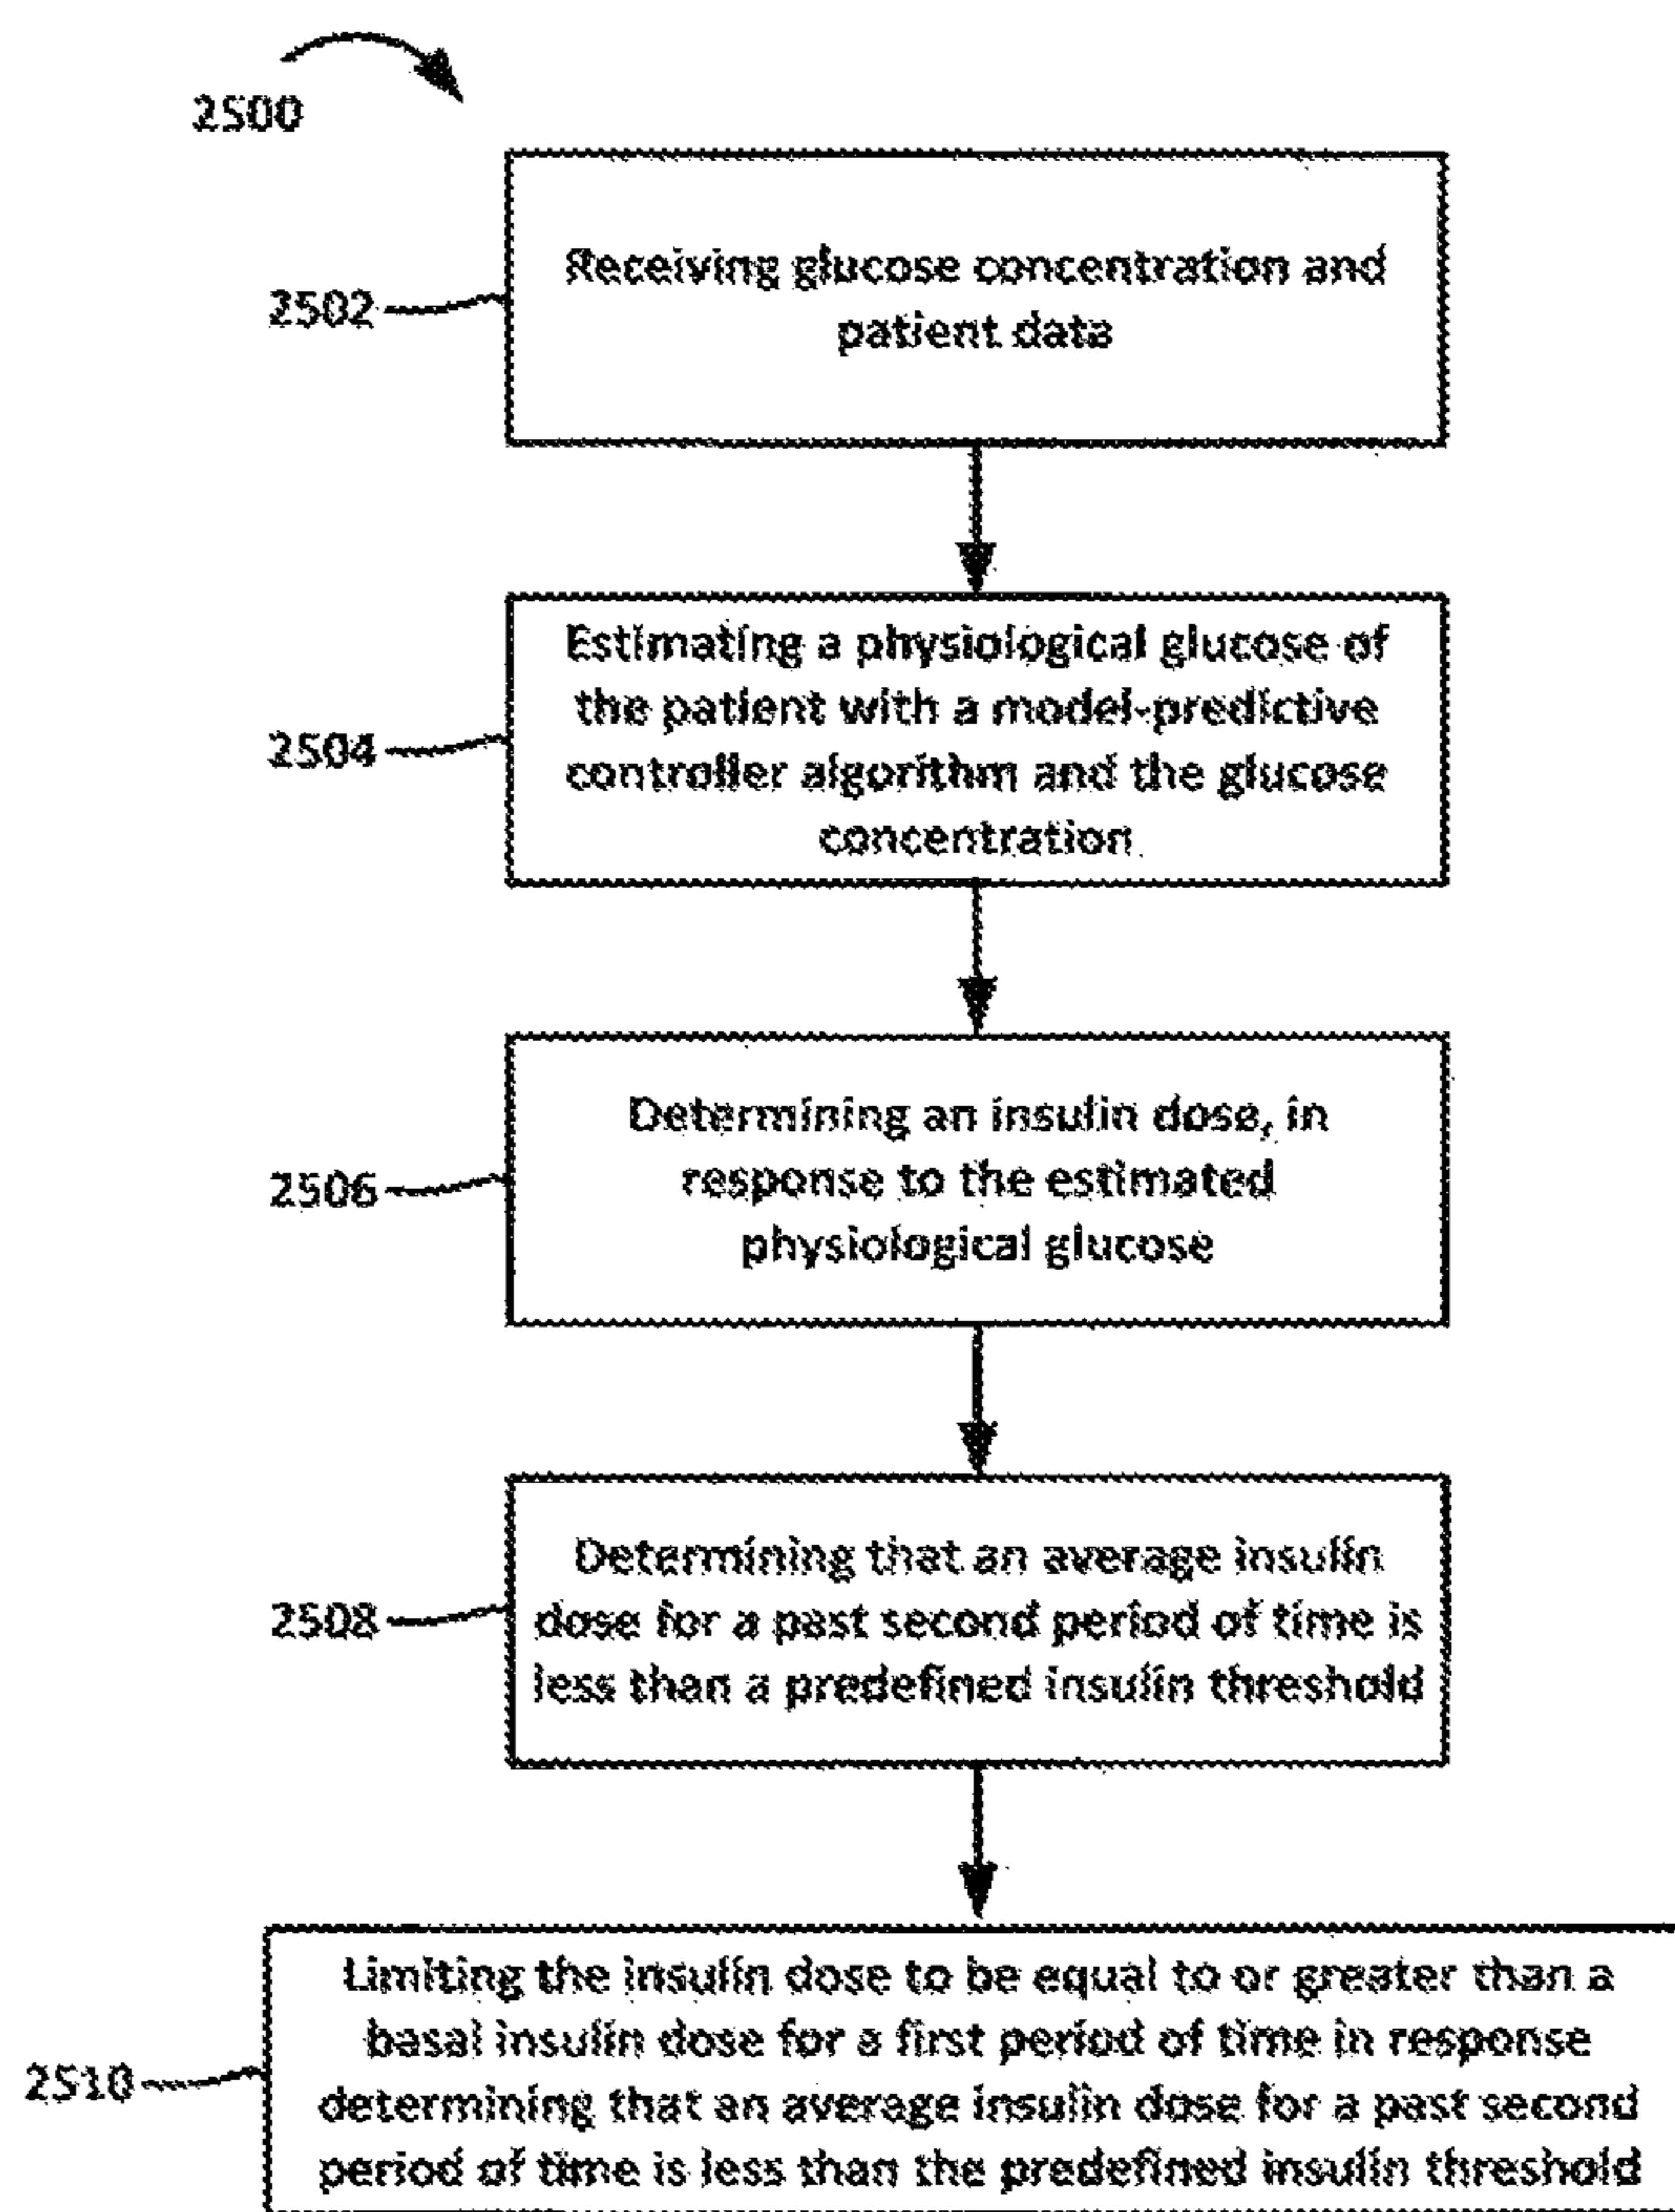 2500
2502
Receiving glucose concentration and
patient data
2504
Estimating a physiological glucose of
the patient with a model-predictive
controller algorithm and the glucose
concentration
2506
Determining an insulin dose, in
response to the estimated
physiological glucose
2508
Determining that an average insulin
dose for a past second period of time is
less than a predefined insulin threshold
2510
Limiting the insulin dose to be equal to or greater than a
basal insulin dose for a first period of time in response
determining that an average insulin dose for a past second
period of time is less than the predefined insulin threshold